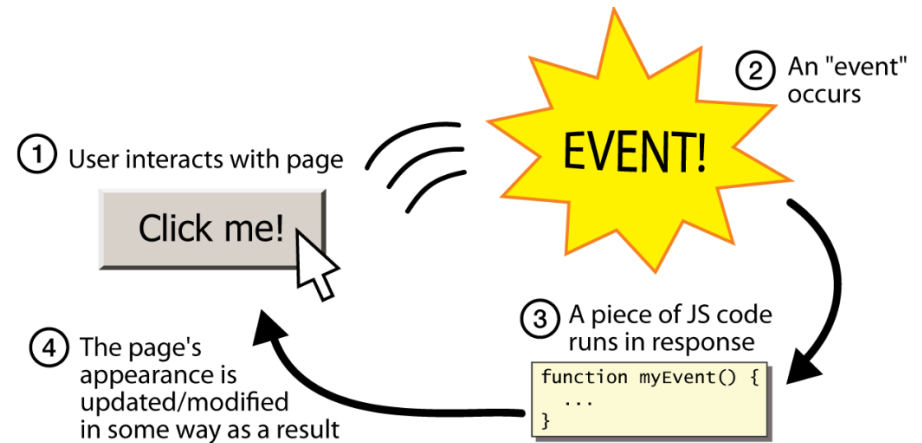 1 User interacts with page
Click me!
EVENT!
2 An "event"
occurs
3 A piece of JS code
runs in response
function myEvent() {
...
}
4 The page's
appearance is
updated/modified
in some way as a result